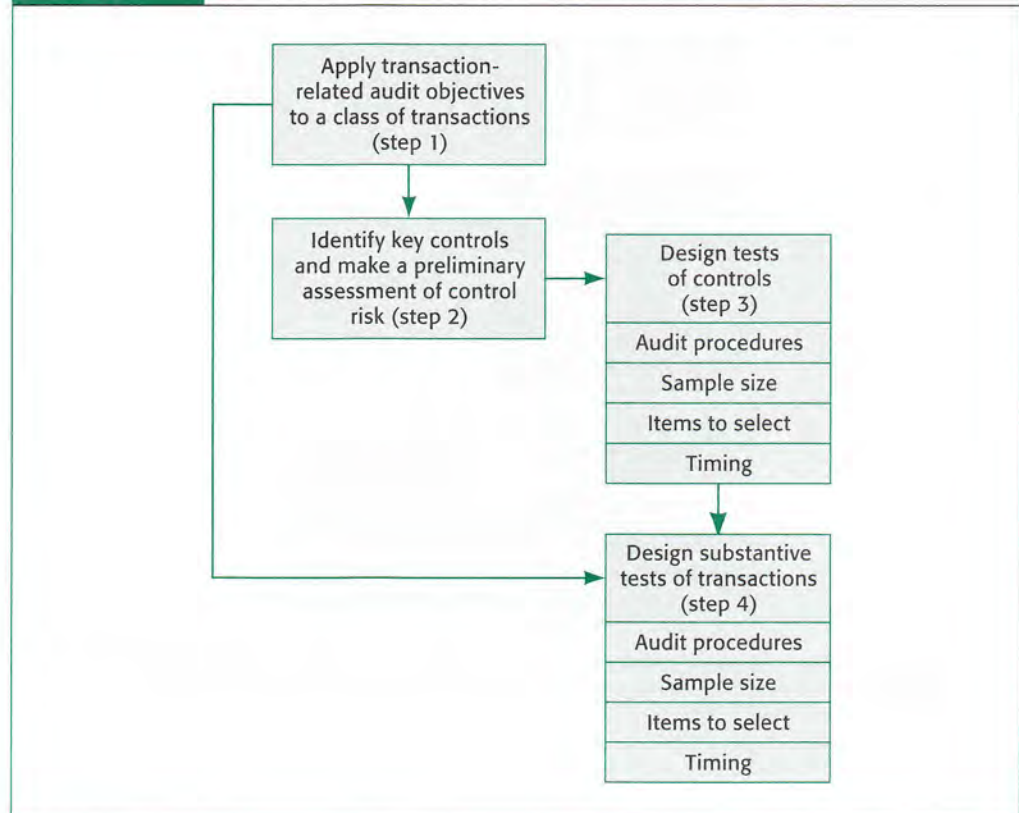 Apply transaction-
related audit objectives
to a class of transactions
(step 1)
Identify key controls
and make a preliminary
assessment of control
risk (step 2)
Design tests
of controls
(step 3)
Audit procedures
Sample size
Items to select
Timing
Design substantive
tests of transactions
(step 4)
Audit procedures
Sample size
Items to select
Timing